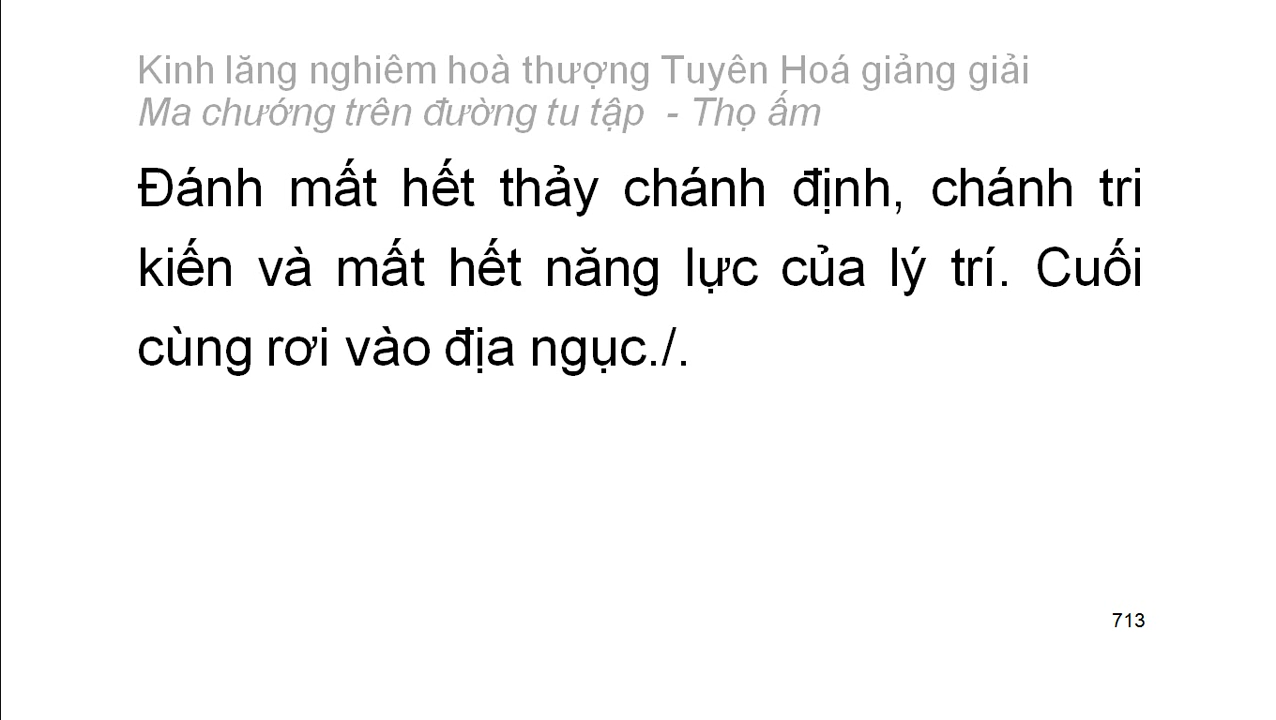 Kinh lăng nghiêm hoà thượng Tuyên Hoá giảng giải
Ma chướng trên đường tu tập - Thọ ấm
Đánh mất hết thảy chánh định, chánh tri
kiến và mất hết năng lực của lý trí. Cuối
cùng rơi vào địa ngục./.
713